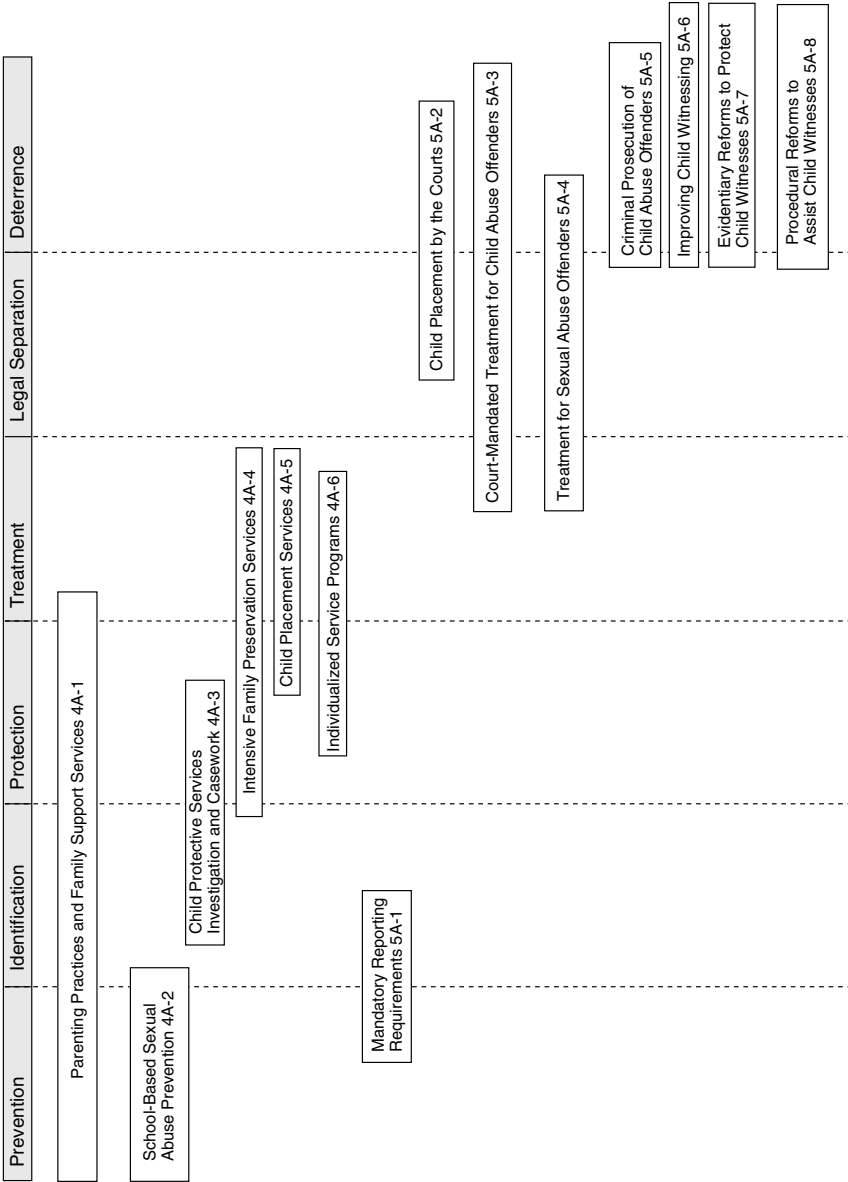 Prevention
Identification
Protection
Treatment
Legal Separation
Deterrence
Parenting Practices and Family Support Services 4A-1
School-Based Sexual
Abuse Prevention 4A-2
Child Protective Services
Investigation and Casework 4A-3
Intensive Family Preservation Services 4A-4
Child Placement Services 4A-5
Individualized Service Programs 4A-6
Mandatory Reporting
Requirements 5A-1
Child Placement by the Courts 5A-2
Court-Mandated Treatment for Child Abuse Offenders 5A-3
Treatment for Sexual Abuse Offenders 5A-4
Criminal Prosecution of
Child Abuse Offenders 5A-5
Improving Child Witnessing 5A-6
Evidentiary Reforms to Protect
Child Witnesses 5A-7
Procedural Reforms to
Assist Child Witnesses 5A-8